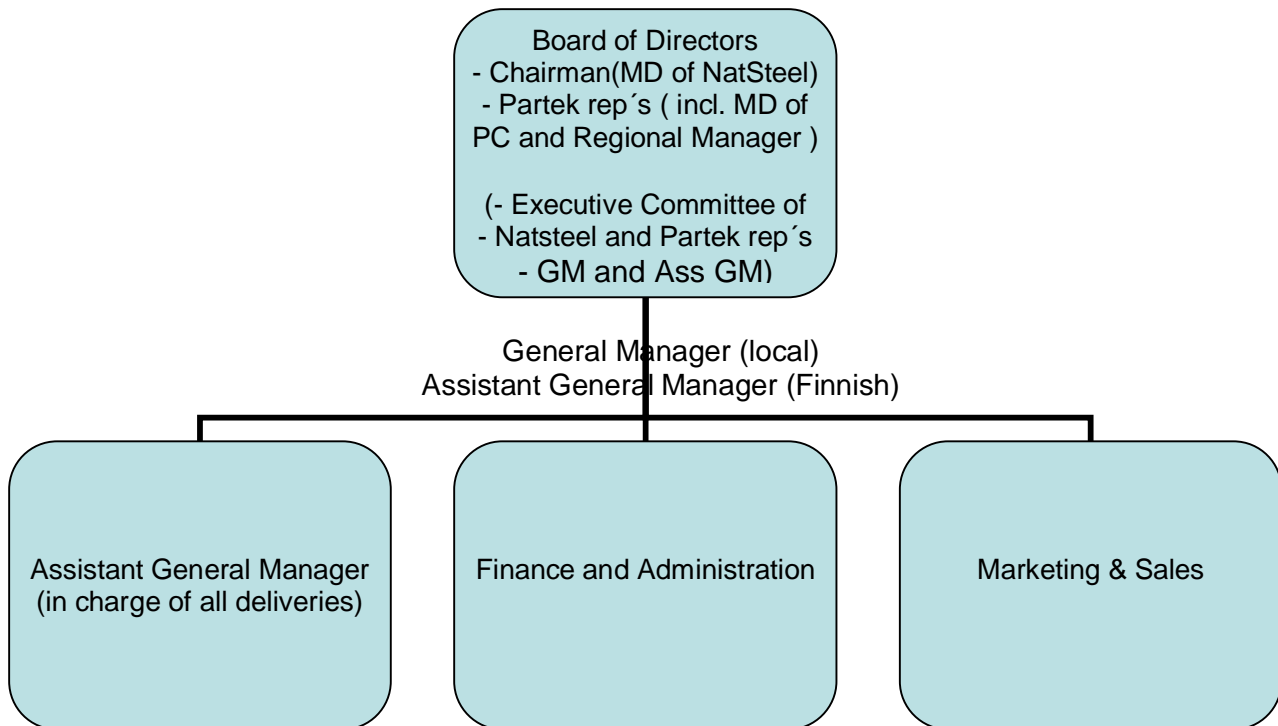 Board of Directors
- Chairman(MD of NatSteel)
- Partek rep´s ( incl. MD of
PC and Regional Manager )
(- Executive Committee of
- Natsteel and Partek rep´s
- GM and Ass GM)
General Manager (local)
Assistant General Manager (Finnish)
Assistant General Manager
(in charge of all deliveries)
Finance and Administration
Marketing & Sales